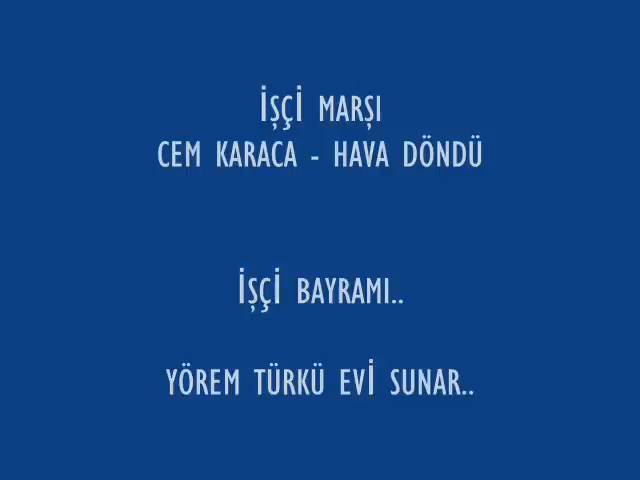 İŞÇİ MARŞI
CEM KARACA - HAVA DÖNDÜ
İŞÇİ BAYRAMI..
YÖREM TÜRKÜ EVİ SUNAR..